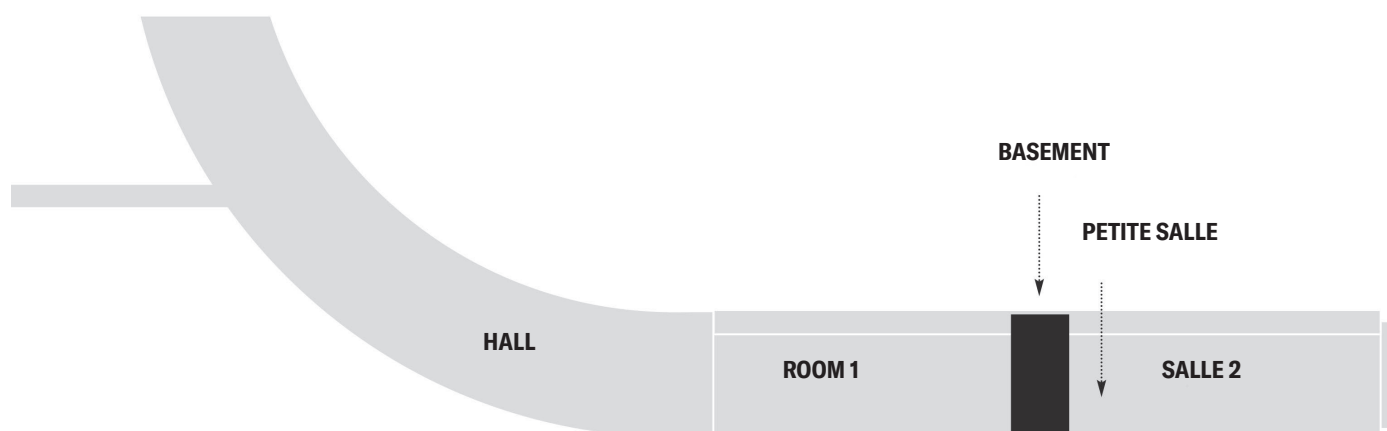 BASEMENT
PETITE SALLE
HALL
ROOM 1
SALLE 2